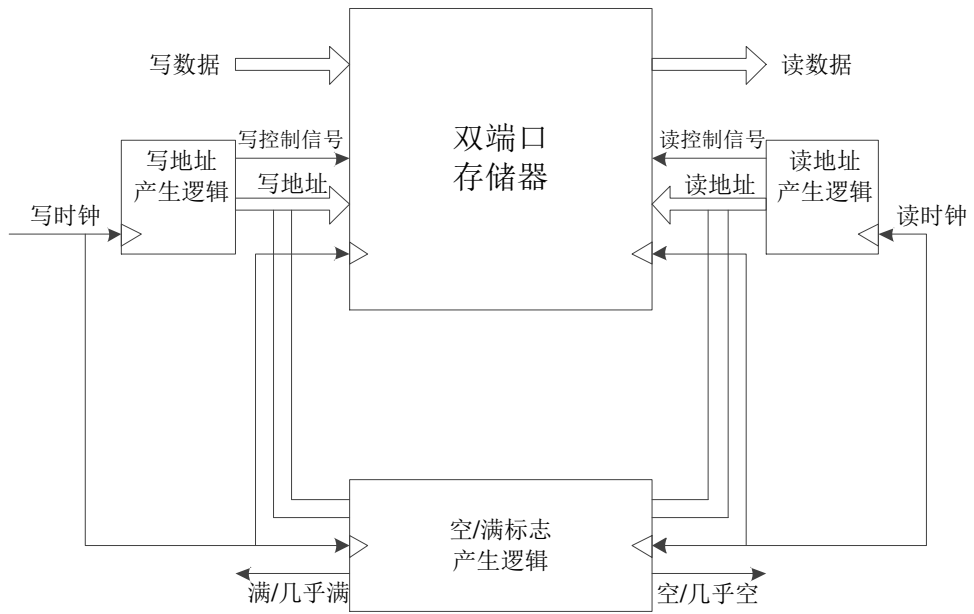 写数据
读数据
双端口
存储器
写控制信号
读控制信号
写地址
产生逻辑
写地址
读地址
读地址
产生逻辑
写时钟
读时钟
空/满标志
产生逻辑
满/几乎满
空/几乎空